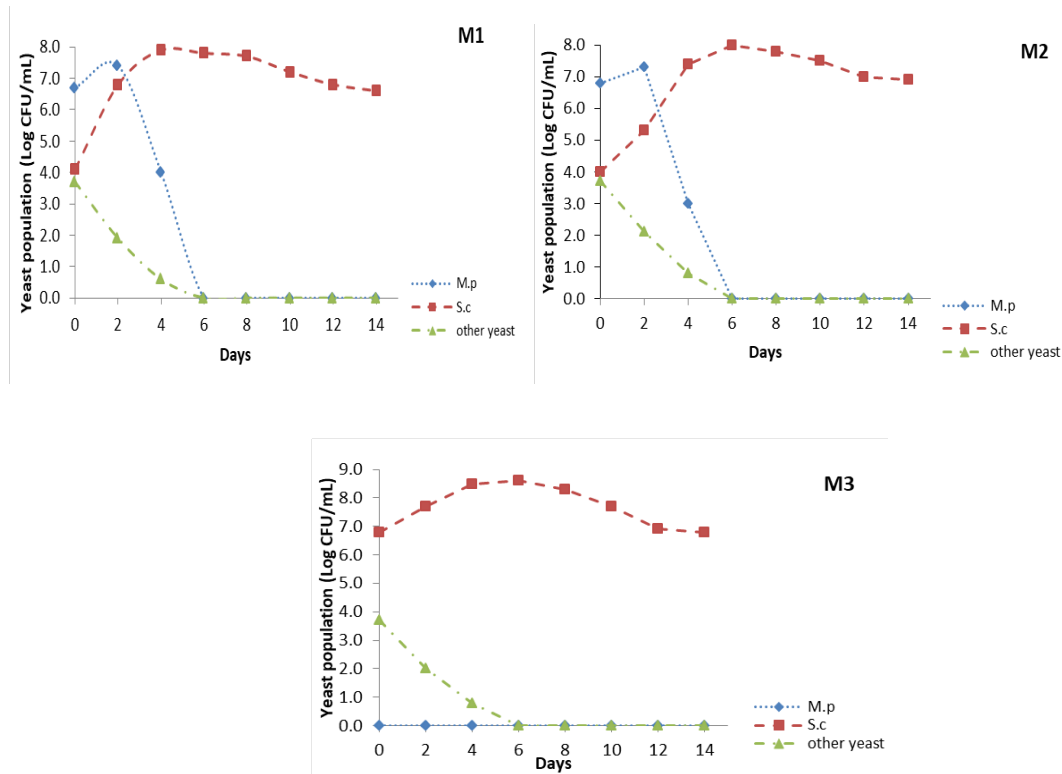 M1
Yeast population (Log CFU/mL)
8.0
7.0
6.0
5.0
4.0
3.0
2.0
1.0
0.0
0 2 4 6 8 10 12 14
Days
M.p
S.c
other yeast
M2
Yeast population (Log CFU/mL)
8.0
7.0
6.0
5.0
4.0
3.0
2.0
1.0
0.0
0 2 4 6 8 10 12 14
Days
M.p
S.c
other yeast
M3
Yeast population (Log CFU/mL)
9.0
8.0
7.0
6.0
5.0
4.0
3.0
2.0
1.0
0.0
0 2 4 6 8 10 12 14
Days
M.p
S.c
other yeast